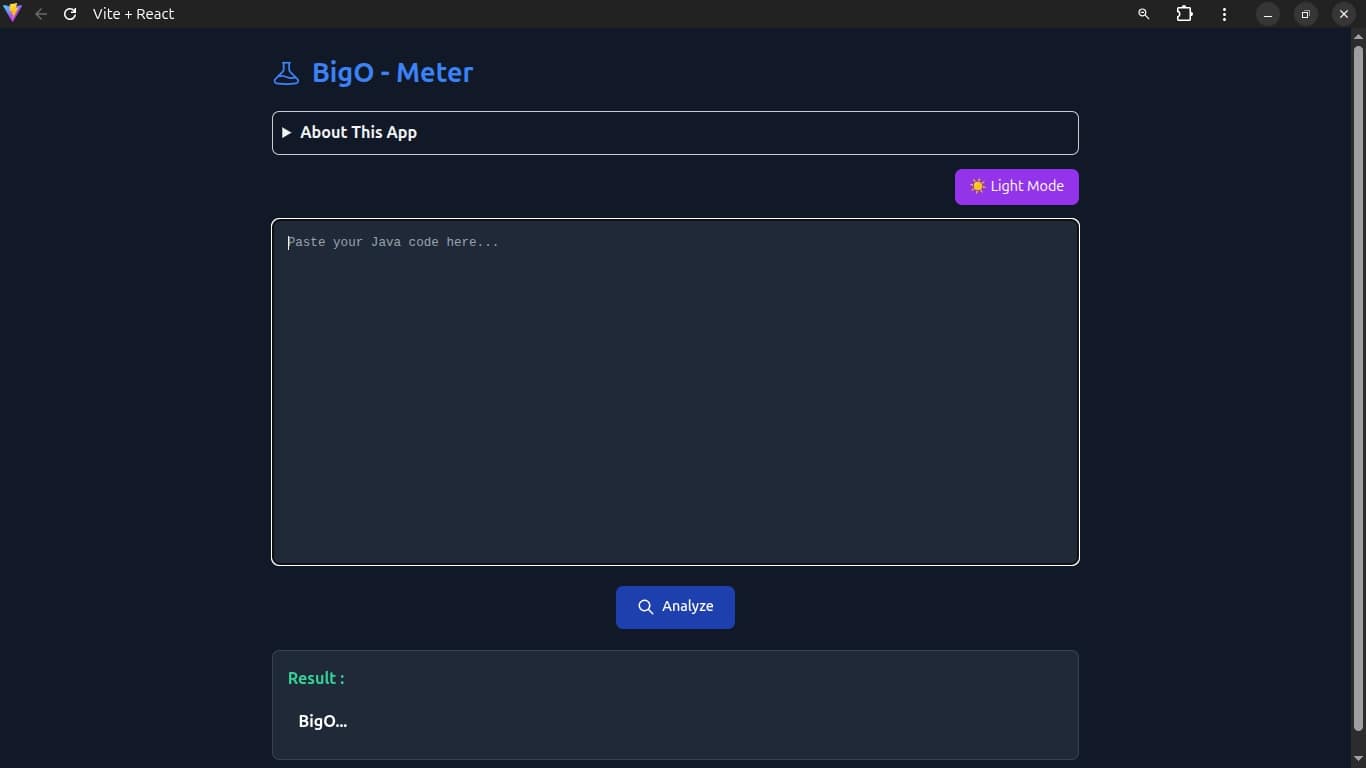 Vite + React
BigO - Meter
About This App
☀️ Light Mode
Paste your Java code here...
Analyze
Result :
BigO...